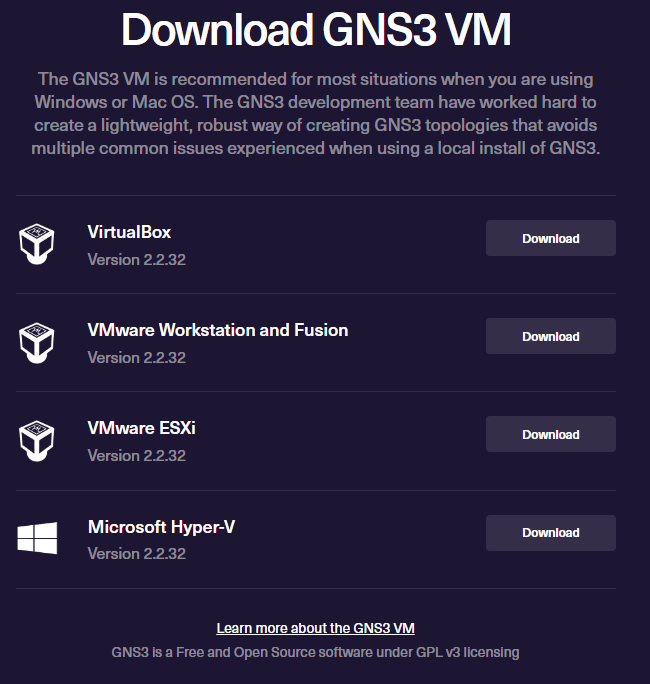 Download GNS3 VM
The GNS3 VM is recommended for most situations when you are using
Windows or Mac OS. The GNS3 development team have worked hard to
create a lightweight, robust way of creating GNS3 topologies that avoids
multiple common issues experienced when using a local install of GNS3.
VirtualBox
Version 2.2.32
Download
VMware Workstation and Fusion
Version 2.2.32
Download
VMware ESXi
Version 2.2.32
Download
Microsoft Hyper-V
Version 2.2.32
Download
Learn more about the GNS3 VM
GNS3 is a Free and Open Source software under GPL v3 licensing